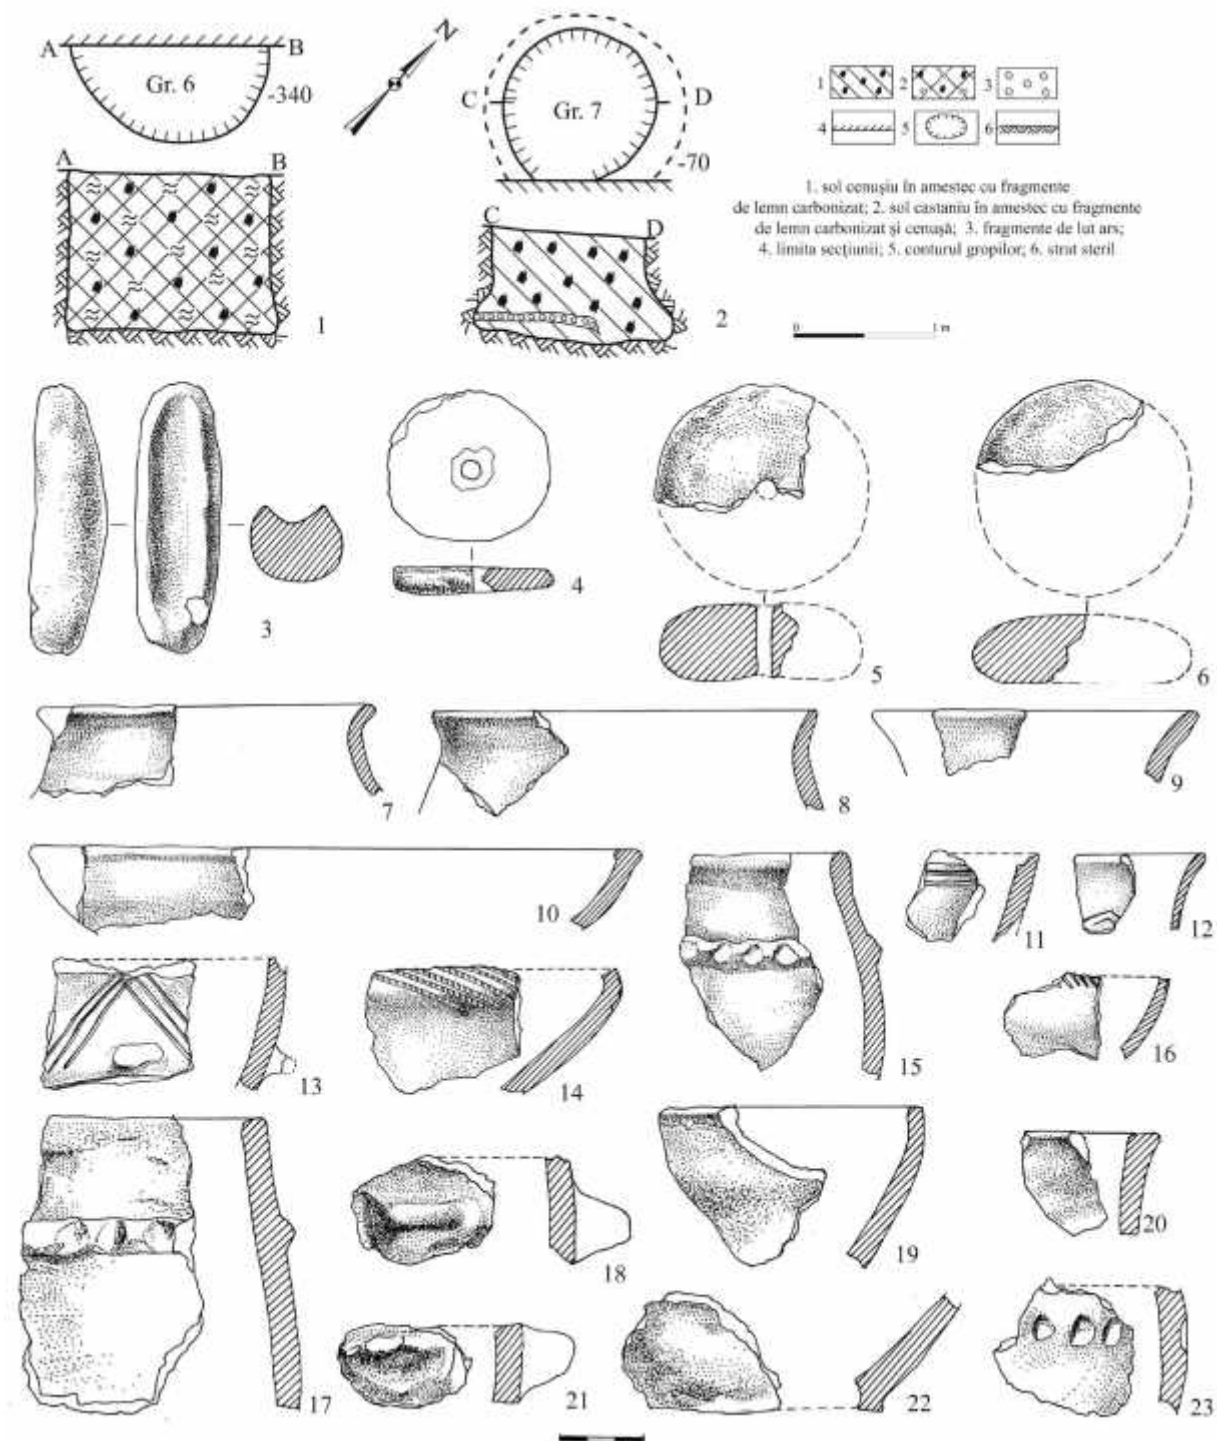 A B
Gr. 6
-340
A B
1
N
C D
Gr. 7
-70
C D
2
1 2 3
4 5 6
1. sol cenușiu în amestec cu fragmente
de lemn carbonizat; 2. sol castaniu în amestec cu fragmente
de lemn carbonizat și cenușă; 3. fragmente de lut ars;
4. limita secțiunii; 5. conturul gropilor; 6. strat steril
0 1 m
3
4
5
6
7
8
9
10
11
12
13
14
15
16
17
18
19
20
21
22
23